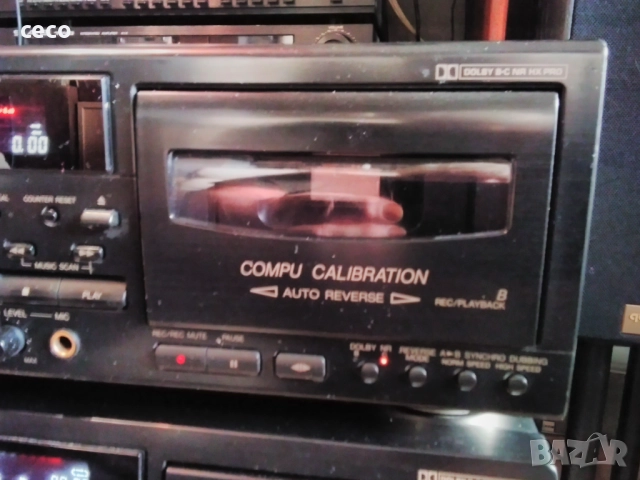 ceco
DOLBY B-C NR HX PRO
0.00
COUNTER RESET
MUSIC SCAN
PLAY
COMPU CALIBRATION
AUTO REVERSE
B
REC/PLAYBACK
LEVEL
MIC
MAX
REC/REC MUTE
PAUSE
DOLBY NR
REVERSE
A▶B SYNCHRO DUBBING
NORM SPEED
HIGH SPEED
BAZAR